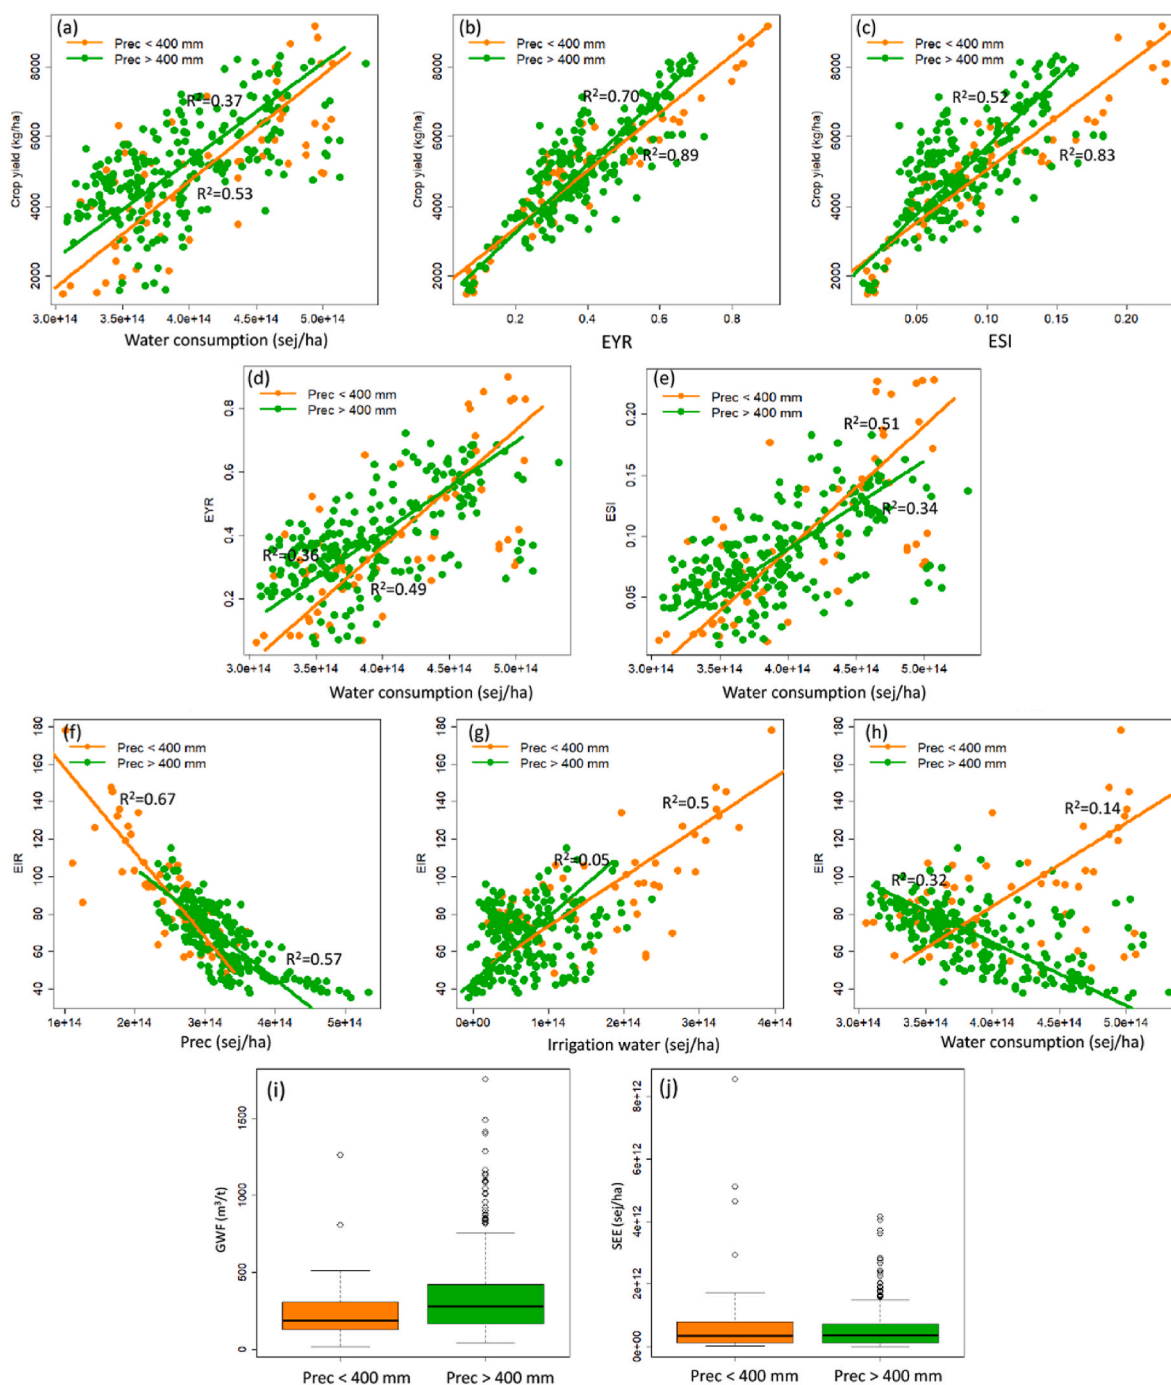 (a)
Prec < 400 mm
Prec > 400 mm
R²=0.37
R²=0.53
Crop yield (kg/ha)
2000 4000 6000 8000
3.0e+14 3.5e+14 4.0e+14 4.5e+14 5.0e+14
Water consumption (sej/ha)
(b)
Prec < 400 mm
Prec > 400 mm
R²=0.70
R²=0.89
Crop yield (kg/ha)
2000 4000 6000 8000
0.2 0.4 0.6 0.8
EYR
(c)
Prec < 400 mm
Prec > 400 mm
R²=0.52
R²=0.83
Crop yield (kg/ha)
2000 4000 6000 8000
0.05 0.10 0.15 0.20
ESI
(d)
Prec < 400 mm
Prec > 400 mm
R²=0.36
R²=0.49
EYR
0.2 0.4 0.6 0.8
3.0e+14 3.5e+14 4.0e+14 4.5e+14 5.0e+14
Water consumption (sej/ha)
(e)
Prec < 400 mm
Prec > 400 mm
R²=0.51
R²=0.34
ESI
0.05 0.10 0.15 0.20
3.0e+14 3.5e+14 4.0e+14 4.5e+14 5.0e+14
Water consumption (sej/ha)
(f)
Prec < 400 mm
Prec > 400 mm
R²=0.67
R²=0.57
EIR
40 60 80 100 120 140 160 180
1e+14 2e+14 3e+14 4e+14 5e+14
Prec (sej/ha)
(g)
Prec < 400 mm
Prec > 400 mm
R²=0.5
R²=0.05
EIR
40 60 80 100 120 140 160 180
0e+00 1e+14 2e+14 3e+14 4e+14
Irrigation water (sej/ha)
(h)
Prec < 400 mm
Prec > 400 mm
R²=0.14
R²=0.32
EIR
40 60 80 100 120 140 160 180
3.0e+14 3.5e+14 4.0e+14 4.5e+14 5.0e+14
Water consumption (sej/ha)
(i)
GWF (m³/t)
0 500 1000 1500
Prec < 400 mm Prec > 400 mm
(j)
SEE (sej/ha)
0e+00 2e+12 4e+12 6e+12 8e+12
Prec < 400 mm Prec > 400 mm